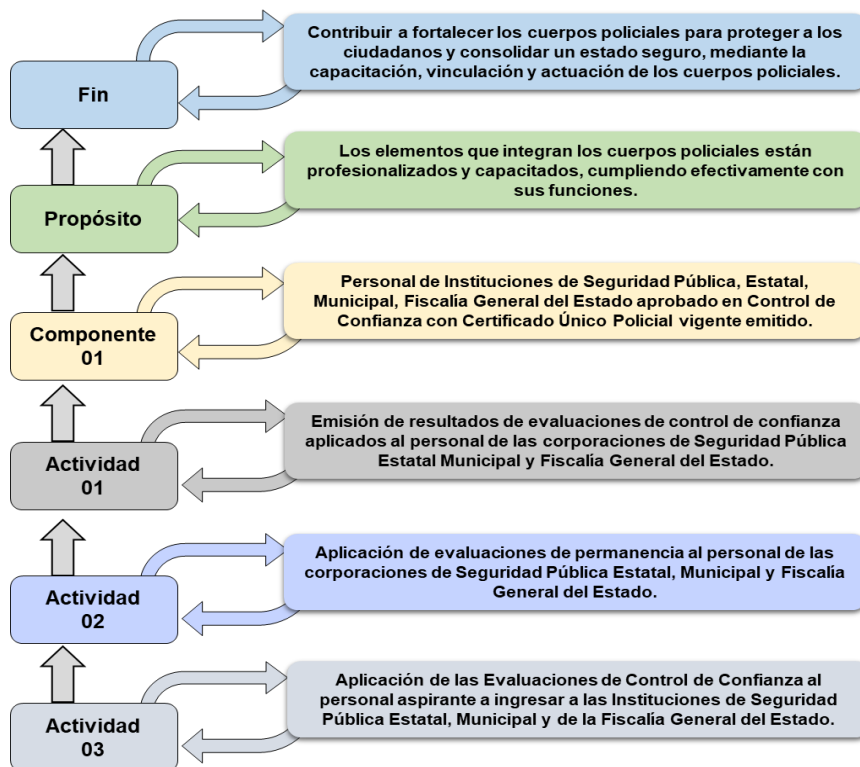 Fin
Contribuir a fortalecer los cuerpos policiales para proteger a los
ciudadanos y consolidar un estado seguro, mediante la
capacitación, vinculación y actuación de los cuerpos policiales.
Propósito
Los elementos que integran los cuerpos policiales están
profesionalizados y capacitados, cumpliendo efectivamente con
sus funciones.
Componente
01
Personal de Instituciones de Seguridad Pública, Estatal,
Municipal, Fiscalía General del Estado aprobado en Control de
Confianza con Certificado Único Policial vigente emitido.
Actividad
01
Emisión de resultados de evaluaciones de control de confianza
aplicados al personal de las corporaciones de Seguridad Pública
Estatal Municipal y Fiscalía General del Estado.
Actividad
02
Aplicación de evaluaciones de permanencia al personal de las
corporaciones de Seguridad Pública Estatal, Municipal y Fiscalía
General del Estado.
Actividad
03
Aplicación de las Evaluaciones de Control de Confianza al
personal aspirante a ingresar a las Instituciones de Seguridad
Pública Estatal, Municipal y de la Fiscalía General del Estado.